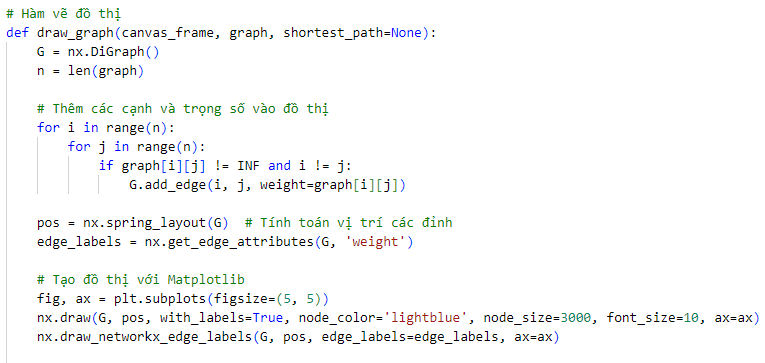 # Hàm vẽ đồ thị
def draw_graph(canvas_frame, graph, shortest_path=None):
    G = nx.DiGraph()
    n = len(graph)

    # Thêm các cạnh và trọng số vào đồ thị
    for i in range(n):
        for j in range(n):
            if graph[i][j] != INF and i != j:
                G.add_edge(i, j, weight=graph[i][j])

    pos = nx.spring_layout(G)  # Tính toán vị trí các đỉnh
    edge_labels = nx.get_edge_attributes(G, 'weight')

    # Tạo đồ thị với Matplotlib
    fig, ax = plt.subplots(figsize=(5, 5))
    nx.draw(G, pos, with_labels=True, node_color='lightblue', node_size=3000, font_size=10, ax=ax)
    nx.draw_networkx_edge_labels(G, pos, edge_labels=edge_labels, ax=ax)